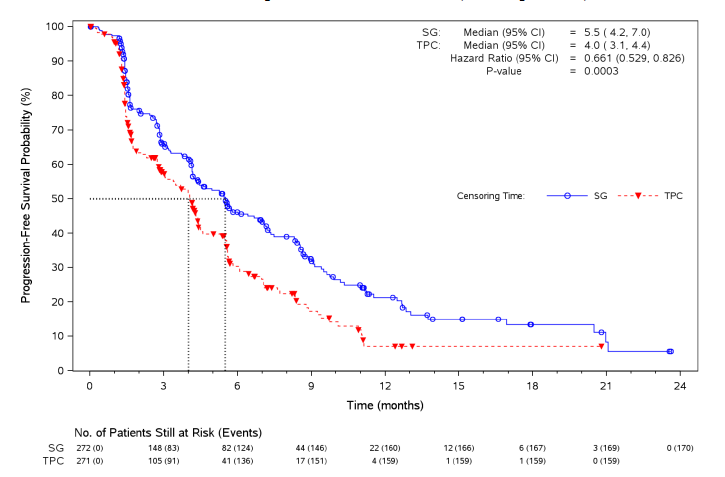 SG: Median (95% CI) = 5.5 ( 4.2, 7.0)
TPC: Median (95% CI) = 4.0 ( 3.1, 4.4)
Hazard Ratio (95% CI) = 0.661 (0.529, 0.826)
P-value = 0.0003
Progression-Free Survival Probability (%)
100
90
80
70
60
50
40
30
20
10
0
Censoring Time: SG TPC
0 3 6 9 12 15 18 21 24
Time (months)
No. of Patients Still at Risk (Events)
SG 272 (0) 148 (83) 82 (124) 44 (146) 22 (160) 12 (166) 6 (167) 3 (169) 0 (170)
TPC 271 (0) 105 (91) 41 (136) 17 (151) 4 (159) 1 (159) 1 (159) 0 (159)